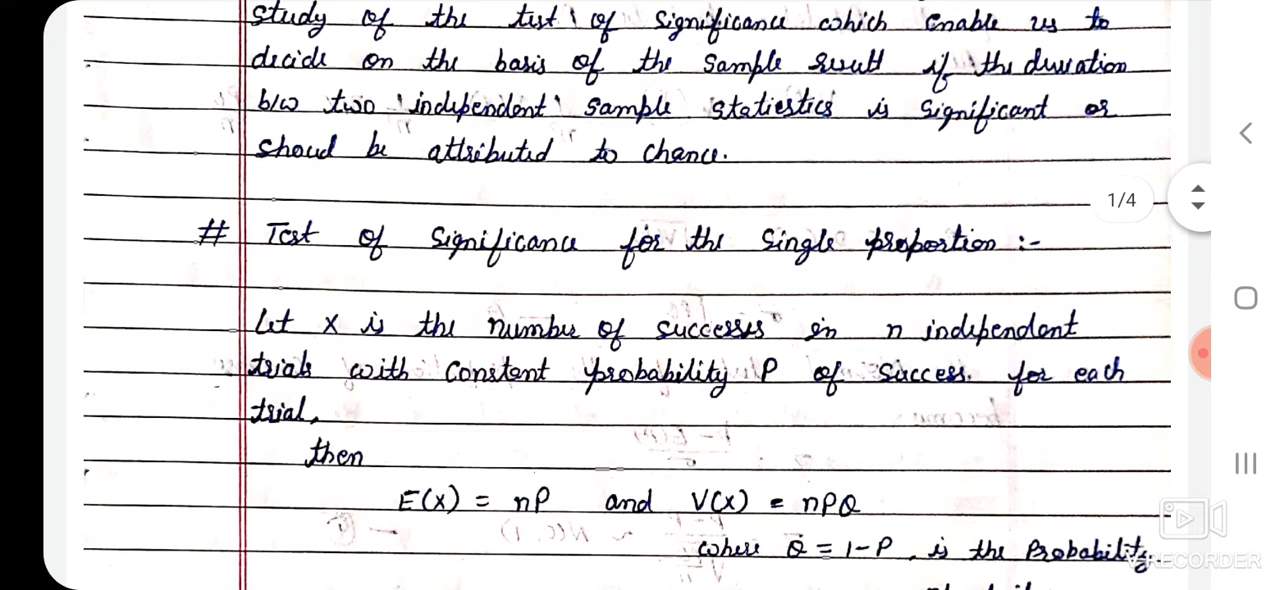 study of the test of significance which enable us to
decide on the basis of the sample result if the deviation
b/w two independent sample statiestics is significant or
shoud be attributed to chance.
1/4
# Test of significance for the single proportion :-
Let X is the number of successes in n independent
trials with constant probability P of success. for each
trial,
then
E(X) = nP and V(X) = nPQ
where Q = 1-P, is the Probability
RECORDER